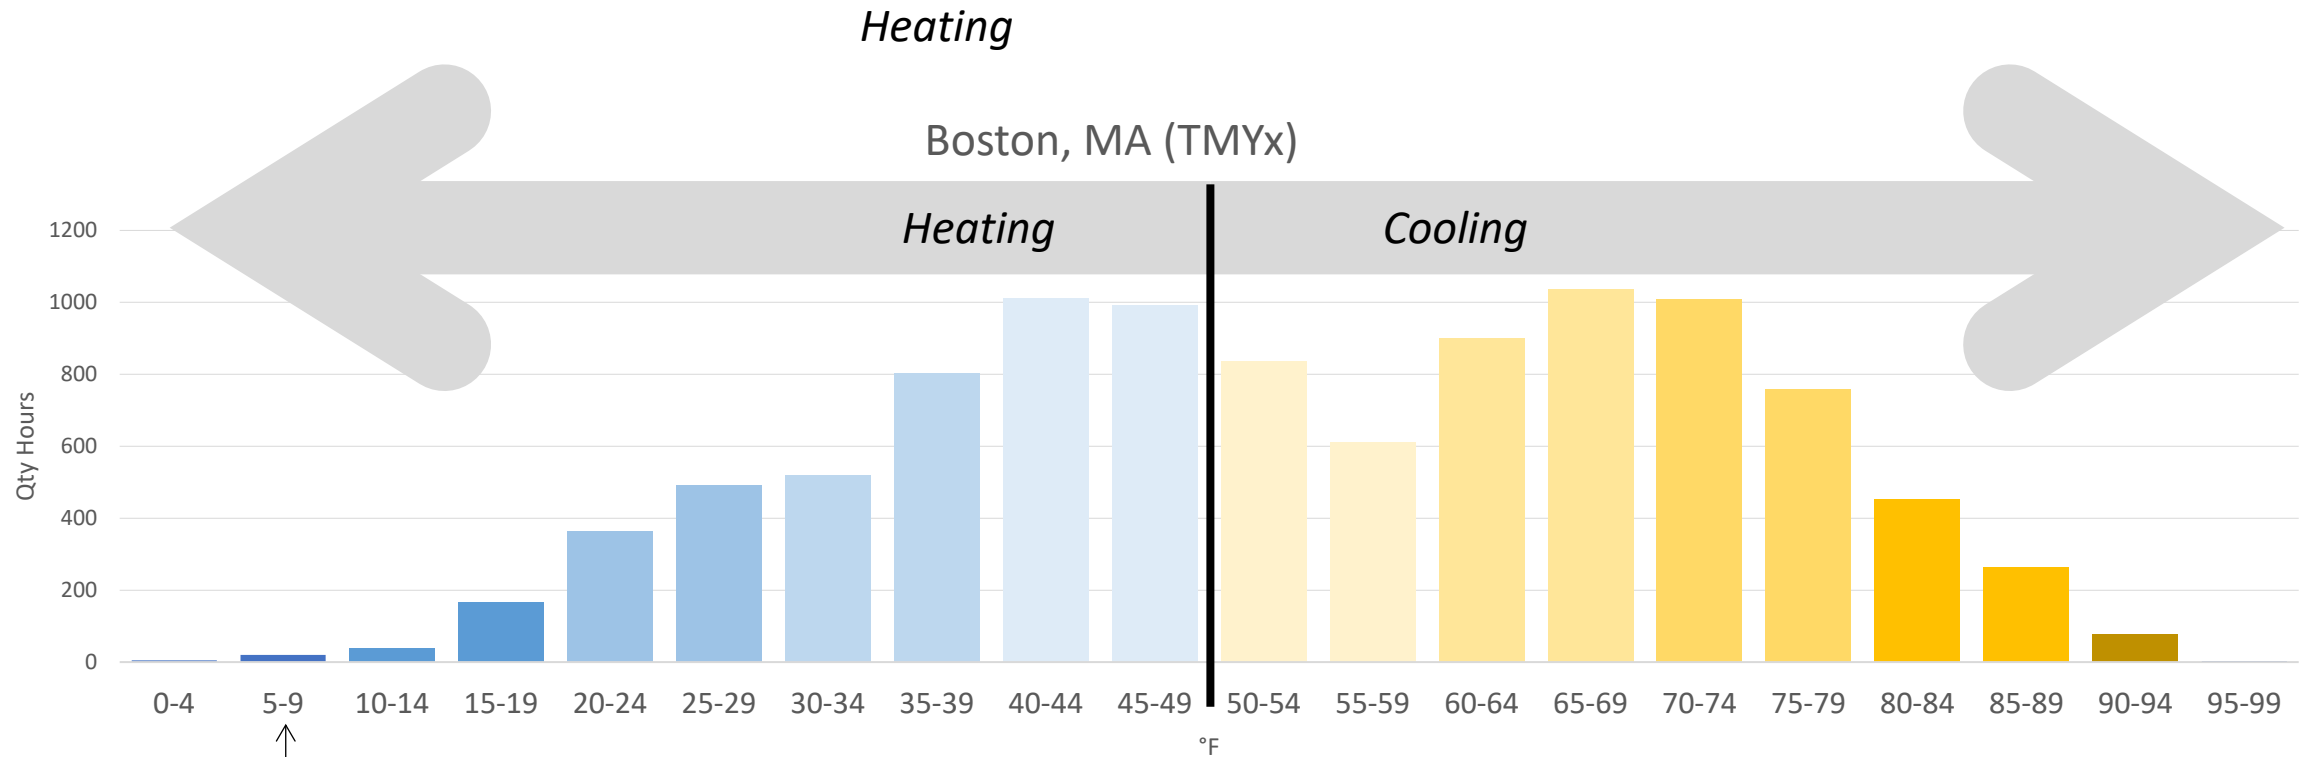 Heating
Boston, MA (TMYx)
Heating Cooling
1200
1000
800
600
400
200
0
Qty Hours
0-4 5-9 10-14 15-19 20-24 25-29 30-34 35-39 40-44 45-49 50-54 55-59 60-64 65-69 70-74 75-79 80-84 85-89 90-94 95-99
°F